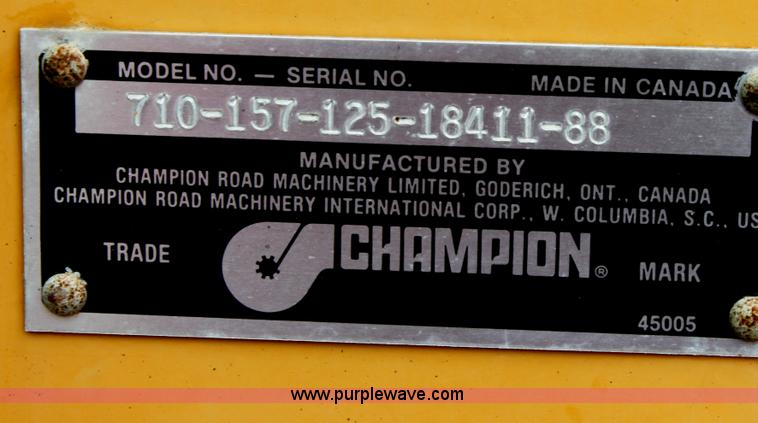 MODEL NO. — SERIAL NO. MADE IN CANADA
710-157-125-18411-88
MANUFACTURED BY
CHAMPION ROAD MACHINERY LIMITED, GODERICH, ONT., CANADA
CHAMPION ROAD MACHINERY INTERNATIONAL CORP., W. COLUMBIA, S.C., US
TRADE CHAMPION® MARK
45005
www.purplewave.com